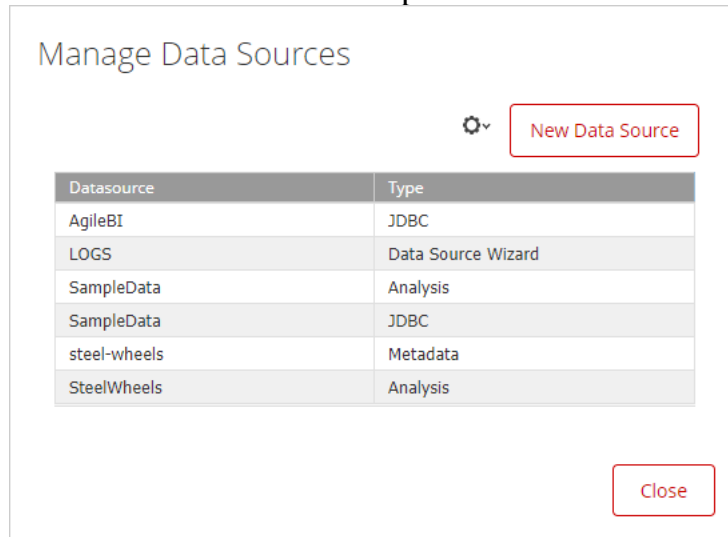 Manage Data Sources
New Data Source
Datasource Type
AgileBI JDBC
LOGS Data Source Wizard
SampleData Analysis
SampleData JDBC
steel-wheels Metadata
SteelWheels Analysis
Close